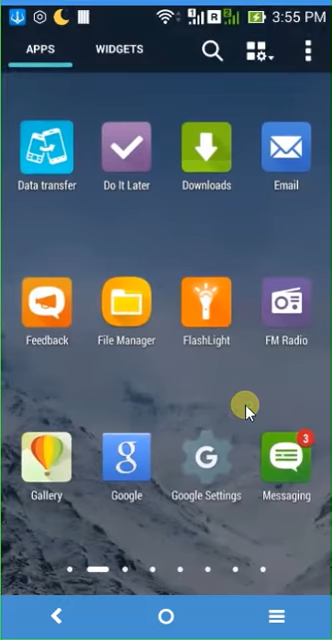 3:55 PM
APPS
WIDGETS
Data transfer
Do It Later
Downloads
Email
Feedback
File Manager
FlashLight
FM Radio
3
Gallery
Google
Google Settings
Messaging